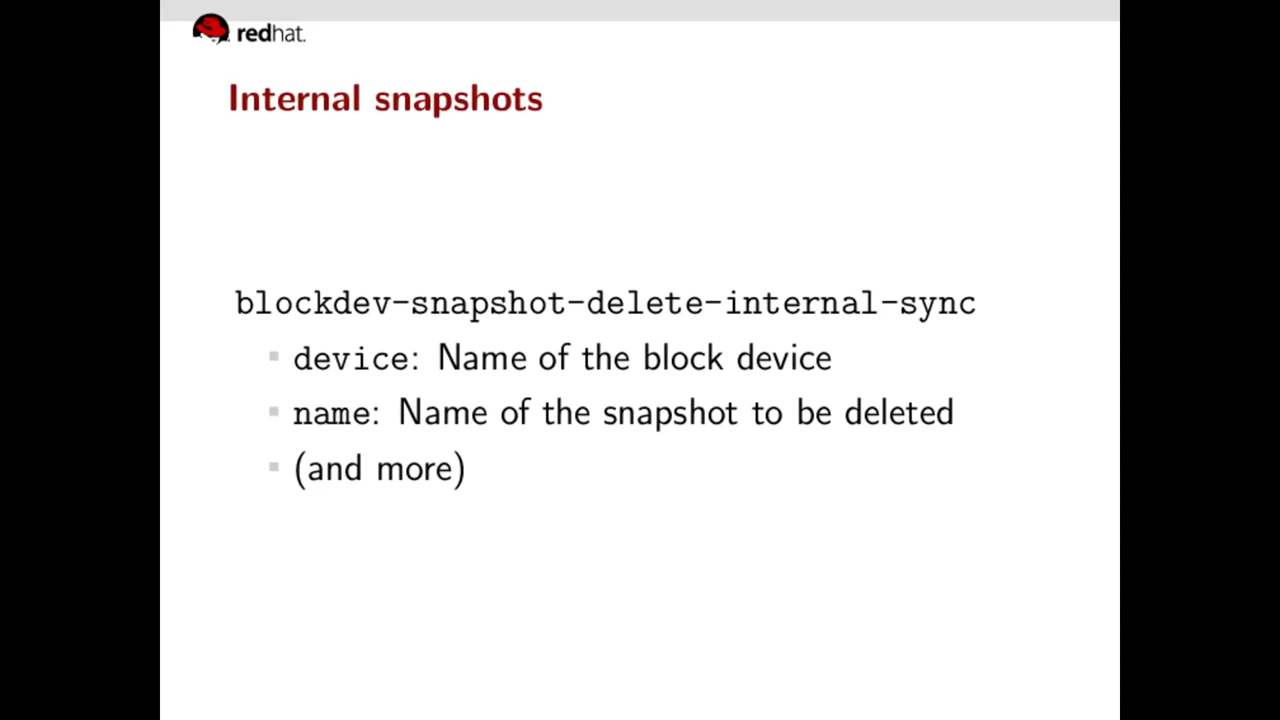 redhat.
Internal snapshots
blockdev-snapshot-delete-internal-sync
device: Name of the block device
name: Name of the snapshot to be deleted
(and more)